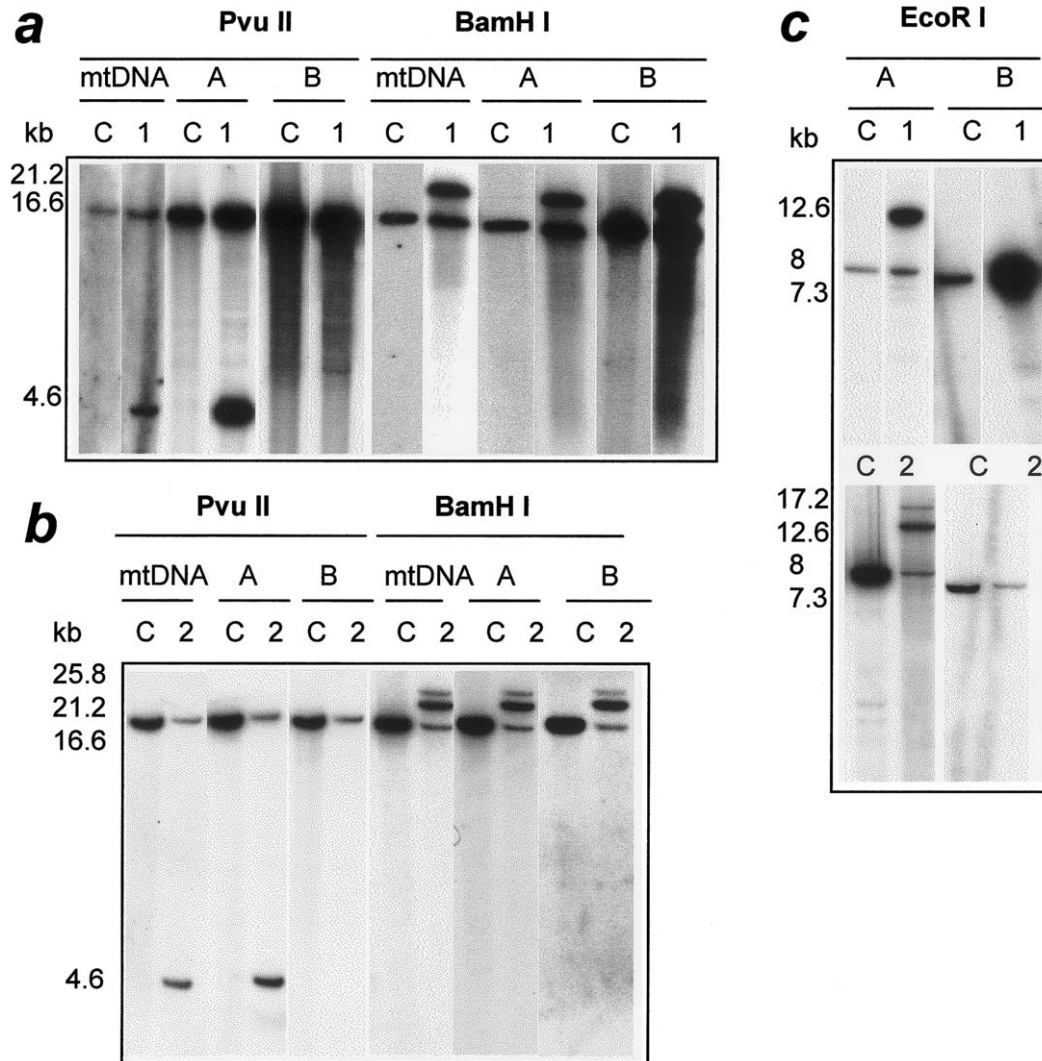 a
Pvu II BamH I
mtDNA A B mtDNA A B
kb C 1 C 1 C 1 C 1 C 1 C 1
21.2
16.6
4.6
b
Pvu II BamH I
mtDNA A B mtDNA A B
kb C 2 C 2 C 2 C 2 C 2 C 2
25.8
21.2
16.6
4.6
c
EcoR I
A B
kb C 1 C 1
12.6
8
7.3
C 2 C 2
17.2
12.6
8
7.3